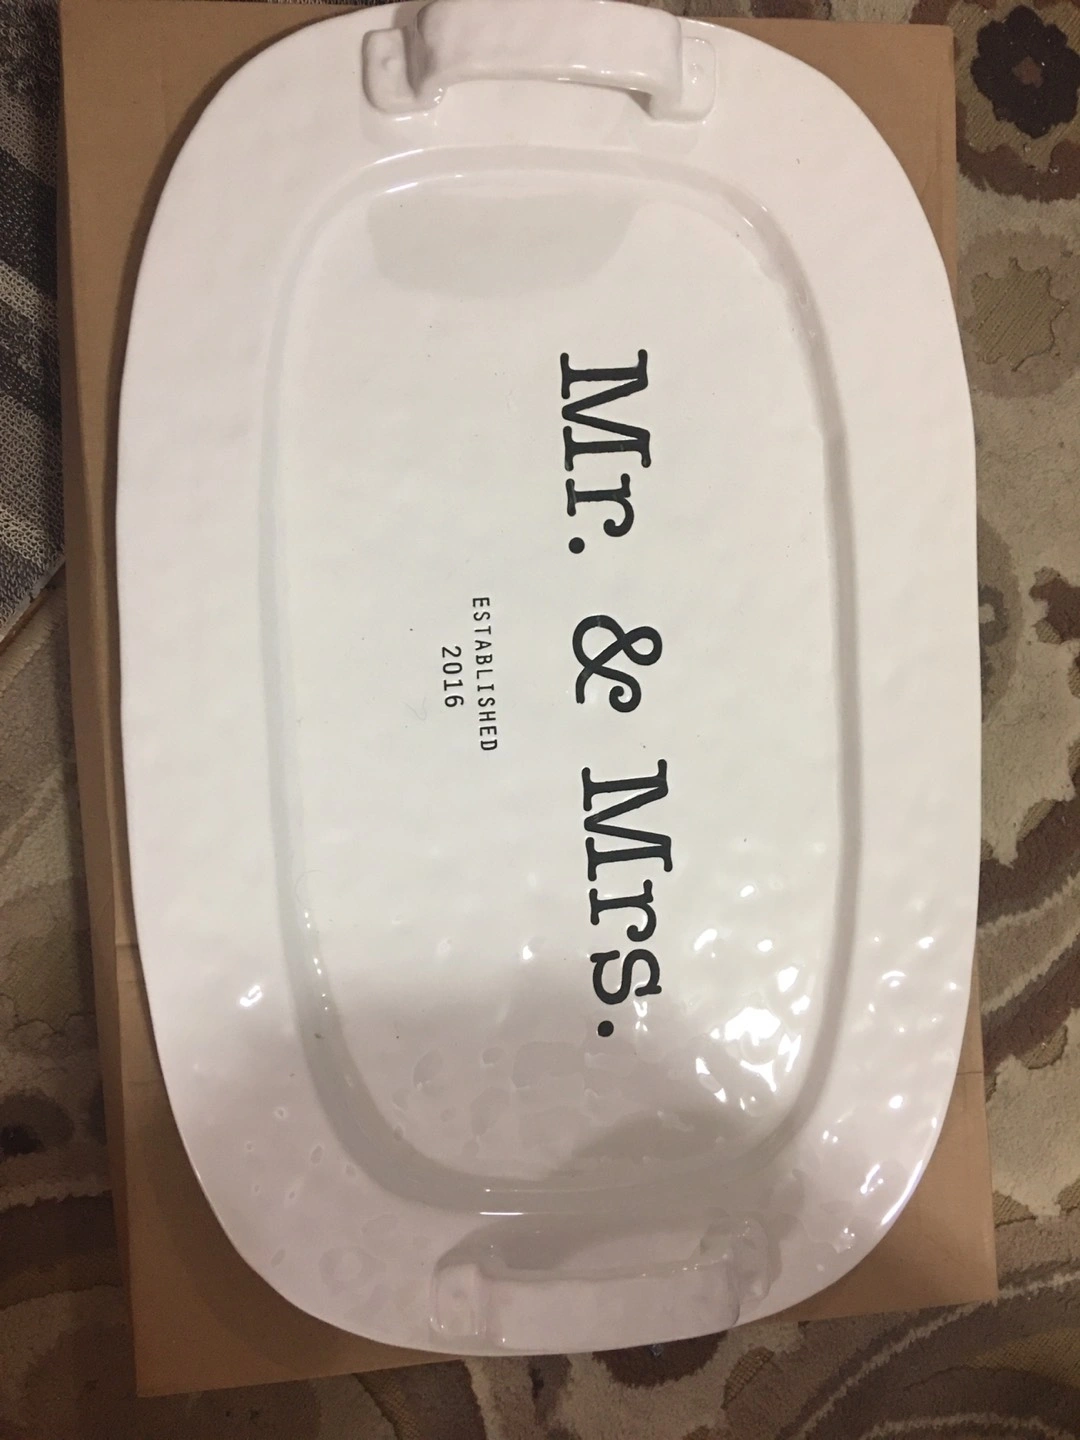 Mr. & Mrs.
ESTABLISHED
2016